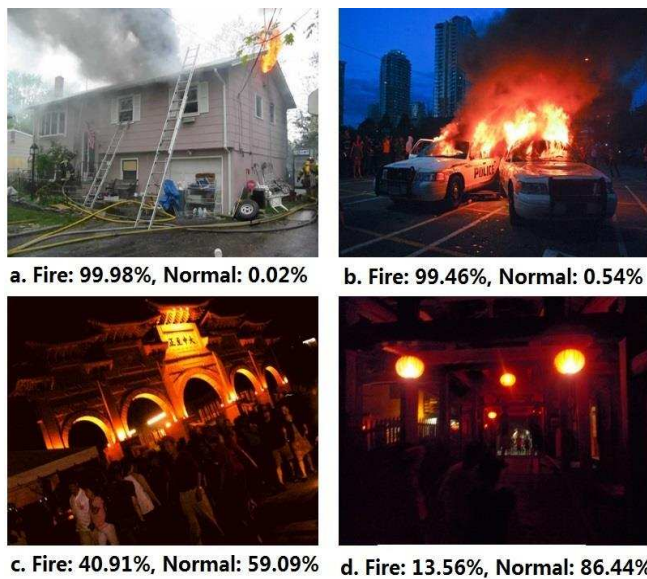 POLICE
a. Fire: 99.98%, Normal: 0.02%
b. Fire: 99.46%, Normal: 0.54%
c. Fire: 40.91%, Normal: 59.09%
d. Fire: 13.56%, Normal: 86.44%